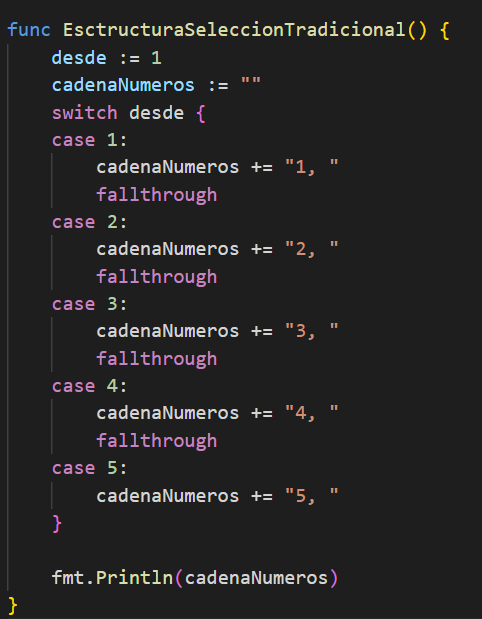 func EsctructuraSeleccionTradicional() {
    desde := 1
    cadenaNumeros := ""
    switch desde {
    case 1:
        cadenaNumeros += "1, "
        fallthrough
    case 2:
        cadenaNumeros += "2, "
        fallthrough
    case 3:
        cadenaNumeros += "3, "
        fallthrough
    case 4:
        cadenaNumeros += "4, "
        fallthrough
    case 5:
        cadenaNumeros += "5, "
    }

    fmt.Println(cadenaNumeros)
}